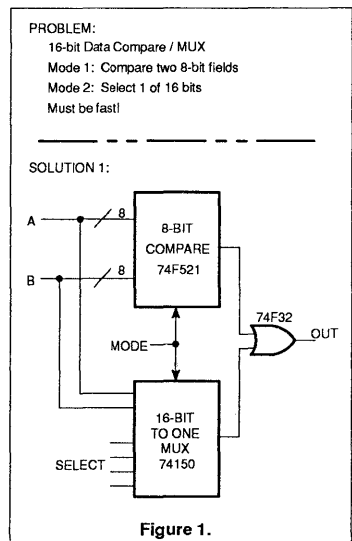 PROBLEM:
16-bit Data Compare / MUX
Mode 1: Compare two 8-bit fields
Mode 2: Select 1 of 16 bits
Must be fast!
SOLUTION 1:
A
8
8-BIT
COMPARE
74F521
B
8
74F32
OUT
MODE
16-BIT
TO ONE
MUX
74150
SELECT
Figure 1.